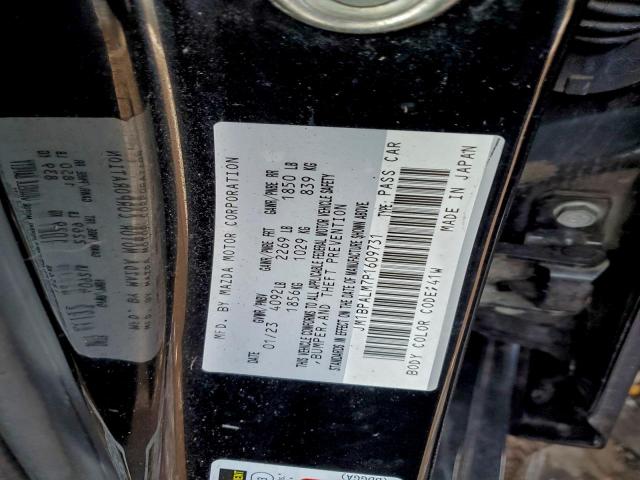 MFD. BY MAZDA MOTOR CORPORATION
DATE GVWR/PNBV GAWR/PNBE FRT GAWR/PNBE RR
01/23 4092LB 2269 LB 1850 LB
1856KG 1029 KG 839 KG
THIS VEHICLE CONFORMS TO ALL APPLICABLE FEDERAL MOTOR VEHICLE SAFETY
, BUMPER, AND THEFT PREVENTION
STANDARDS IN EFFECT ON THE DATE OF MANUFACTURE SHOWN ABOVE
JM1BPALM7P1609731 TYPE: PASS CAR
BODY COLOR CODE:41W MADE IN JAPAN
(BDGGA)